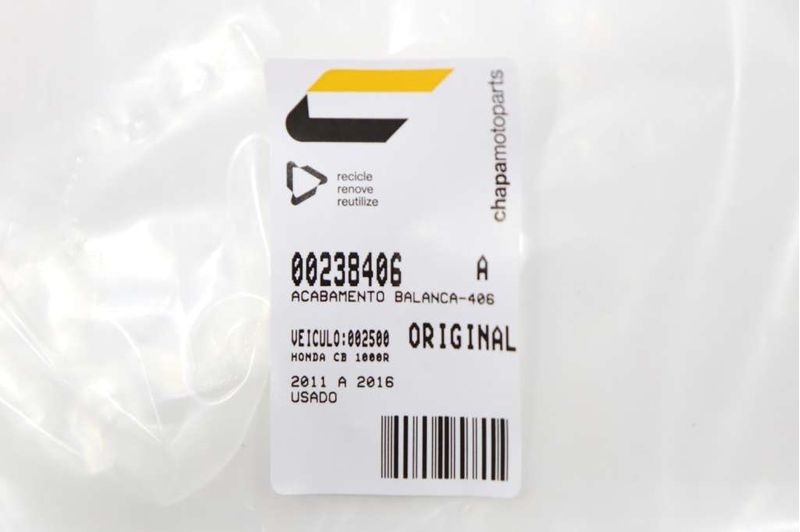 chapamotoparts
recicle
renove
reutilize
00238406 A
ACABAMENTO BALANCA-406
VEICULO:002500 ORIGINAL
HONDA CB 1000R
2011 A 2016
USADO